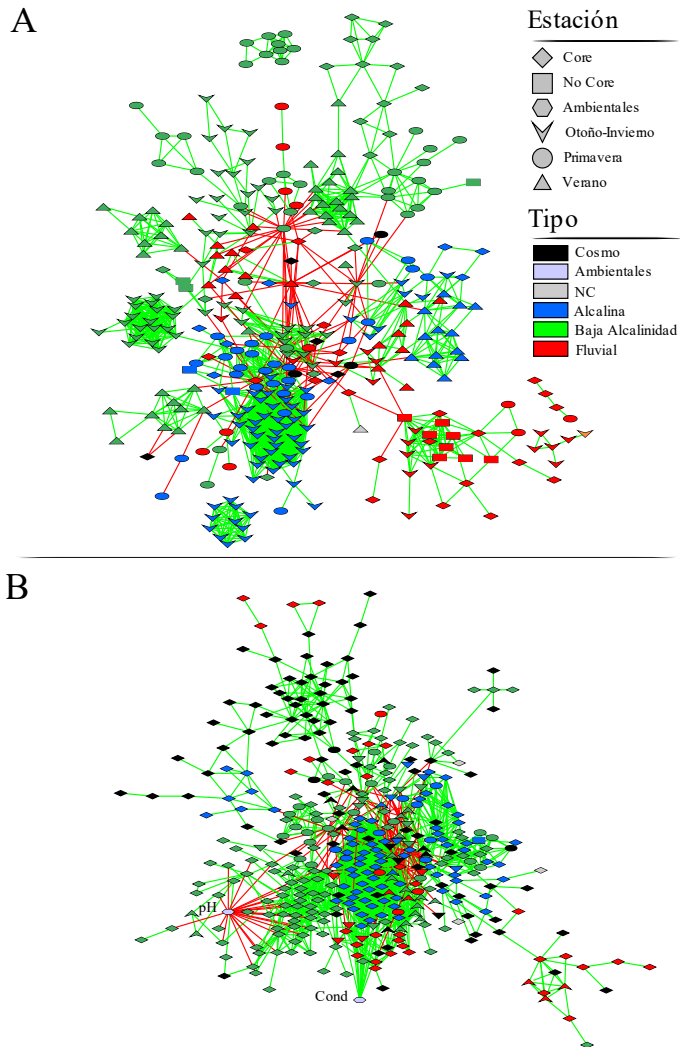 A
Estación
Core
No Core
Ambientales
Otoño-Invierno
Primavera
Verano
Tipo
Cosmo
Ambientales
NC
Alcalina
Baja Alcalinidad
Fluvial
B
pH
Cond